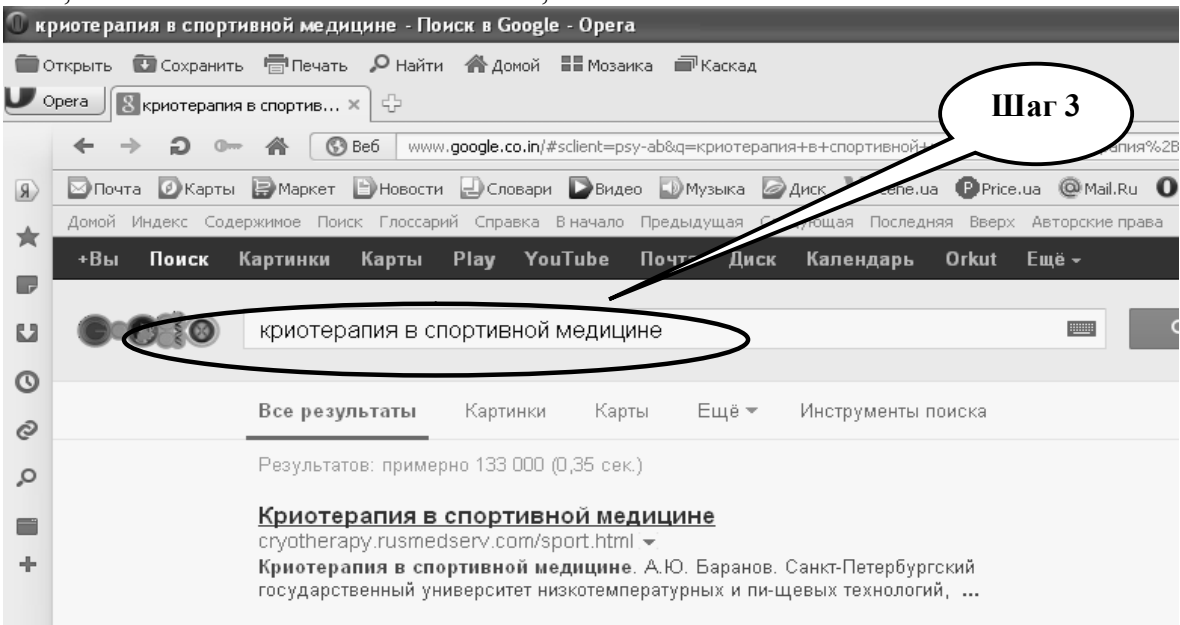 криотерапия в спортивной медицине - Поиск в Google - Opera
Открыть Сохранить Печать Найти Домой Мозаика Каскад
Шаг 3
Opera 8 криотерапия в спортив... ×
Веб www.google.co.in/#sclient=psy-ab&q=криотерапия+в+спортивной+
Я Почта Карты Маркет Новости Словари Видео Музыка Диск Price.ua Mail.Ru
Домой Индекс Содержимое Поиск Глоссарий Справка В начало Предыдущая Последняя Вверх Авторские права
+Вы Поиск Картинки Карты Play YouTube Почта Диск Календарь Orkut Ещё
криотерапия в спортивной медицине
Все результаты Картинки Карты Ещё Инструменты поиска
Результатов: примерно 133 000 (0,35 сек.)
Криотерапия в спортивной медицине
cryotherapy.rusmedserv.com/sport.html
Криотерапия в спортивной медицине. А.Ю. Баранов. Санкт-Петербургский
государственный университет низкотемпературных и пи-щевых технологий, ...